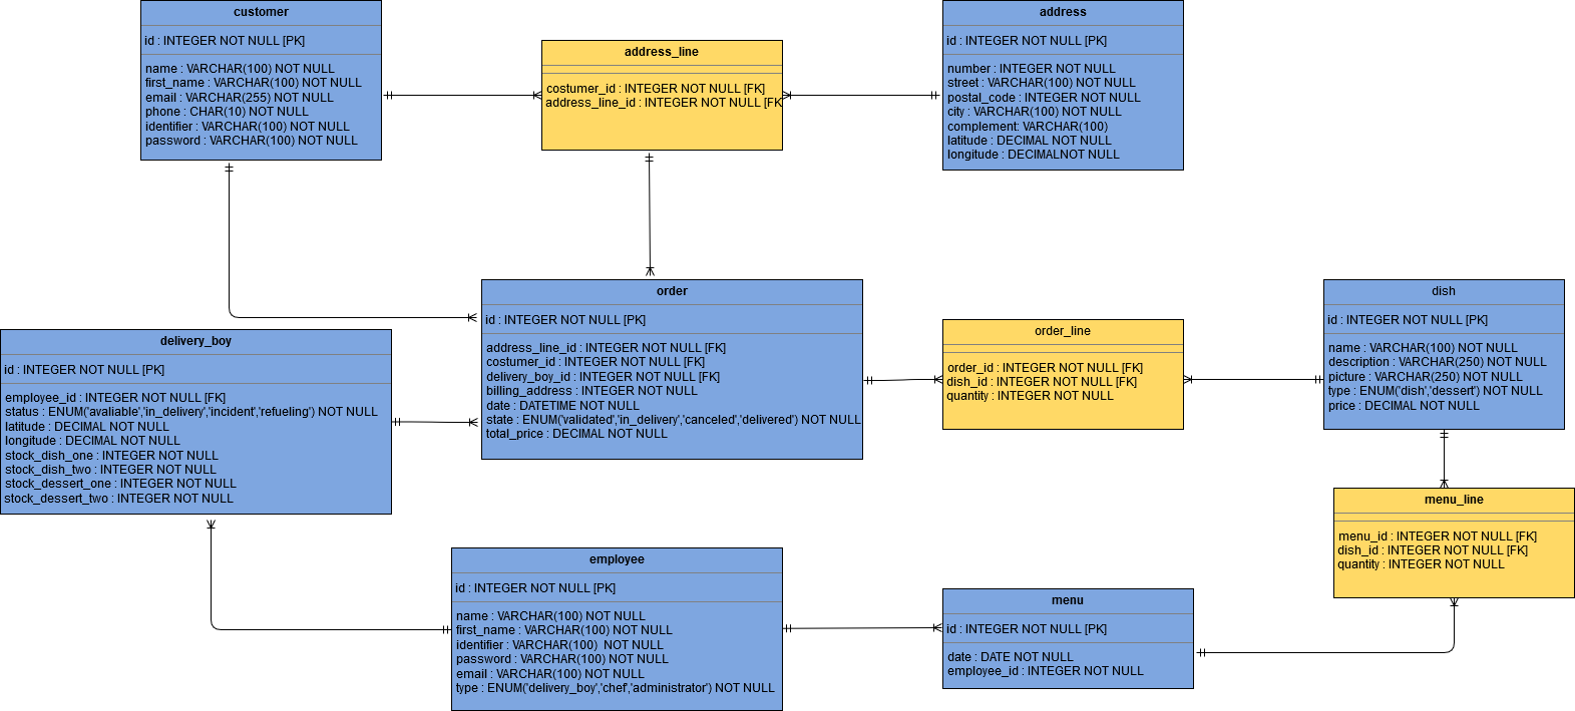 customer
id : INTEGER NOT NULL [PK]
name : VARCHAR(100) NOT NULL
first_name : VARCHAR(100) NOT NULL
email : VARCHAR(255) NOT NULL
phone : CHAR(10) NOT NULL
identifier : VARCHAR(100) NOT NULL
password : VARCHAR(100) NOT NULL
address_line
costumer_id : INTEGER NOT NULL [FK]
address_line_id : INTEGER NOT NULL [FK
address
id : INTEGER NOT NULL [PK]
number : INTEGER NOT NULL
street : VARCHAR(100) NOT NULL
postal_code : INTEGER NOT NULL
city : VARCHAR(100) NOT NULL
complement: VARCHAR(100)
latitude : DECIMAL NOT NULL
longitude : DECIMALNOT NULL
order
id : INTEGER NOT NULL [PK]
address_line_id : INTEGER NOT NULL [FK]
costumer_id : INTEGER NOT NULL [FK]
delivery_boy_id : INTEGER NOT NULL [FK]
billing_address : INTEGER NOT NULL
date : DATETIME NOT NULL
state : ENUM('validated','in_delivery','canceled','delivered') NOT NULL
total_price : DECIMAL NOT NULL
order_line
order_id : INTEGER NOT NULL [FK]
dish_id : INTEGER NOT NULL [FK]
quantity : INTEGER NOT NULL
dish
id : INTEGER NOT NULL [PK]
name : VARCHAR(100) NOT NULL
description : VARCHAR(250) NOT NULL
picture : VARCHAR(250) NOT NULL
type : ENUM('dish','dessert') NOT NULL
price : DECIMAL NOT NULL
delivery_boy
id : INTEGER NOT NULL [PK]
employee_id : INTEGER NOT NULL [FK]
status : ENUM('avaliable','in_delivery','incident','refueling') NOT NULL
latitude : DECIMAL NOT NULL
longitude : DECIMAL NOT NULL
stock_dish_one : INTEGER NOT NULL
stock_dish_two : INTEGER NOT NULL
stock_dessert_one : INTEGER NOT NULL
stock_dessert_two : INTEGER NOT NULL
menu_line
menu_id : INTEGER NOT NULL [FK]
dish_id : INTEGER NOT NULL [FK]
quantity : INTEGER NOT NULL
employee
id : INTEGER NOT NULL [PK]
name : VARCHAR(100) NOT NULL
first_name : VARCHAR(100) NOT NULL
identifier : VARCHAR(100) NOT NULL
password : VARCHAR(100) NOT NULL
email : VARCHAR(100) NOT NULL
type : ENUM('delivery_boy','chef','administrator') NOT NULL
menu
id : INTEGER NOT NULL [PK]
date : DATE NOT NULL
employee_id : INTEGER NOT NULL